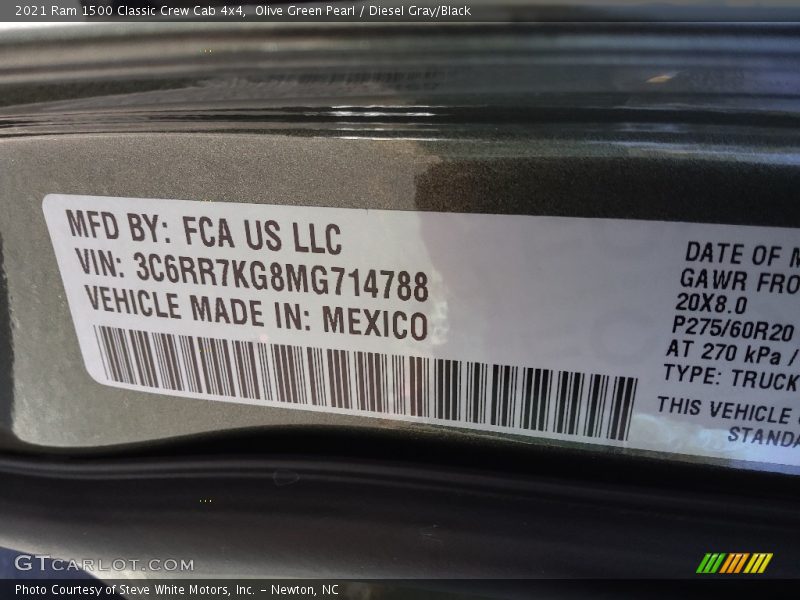 2021 Ram 1500 Classic Crew Cab 4x4, Olive Green Pearl / Diesel Gray/Black
MFD BY: FCA US LLC
VIN: 3C6RR7KG8MG714788
VEHICLE MADE IN: MEXICO
DATE OF M
GAWR FRO
20X8.0
P275/60R20
AT 270 kPa /
TYPE: TRUCK
THIS VEHICLE
STANDA
GTCARLOT.COM
Photo Courtesy of Steve White Motors, Inc. – Newton, NC